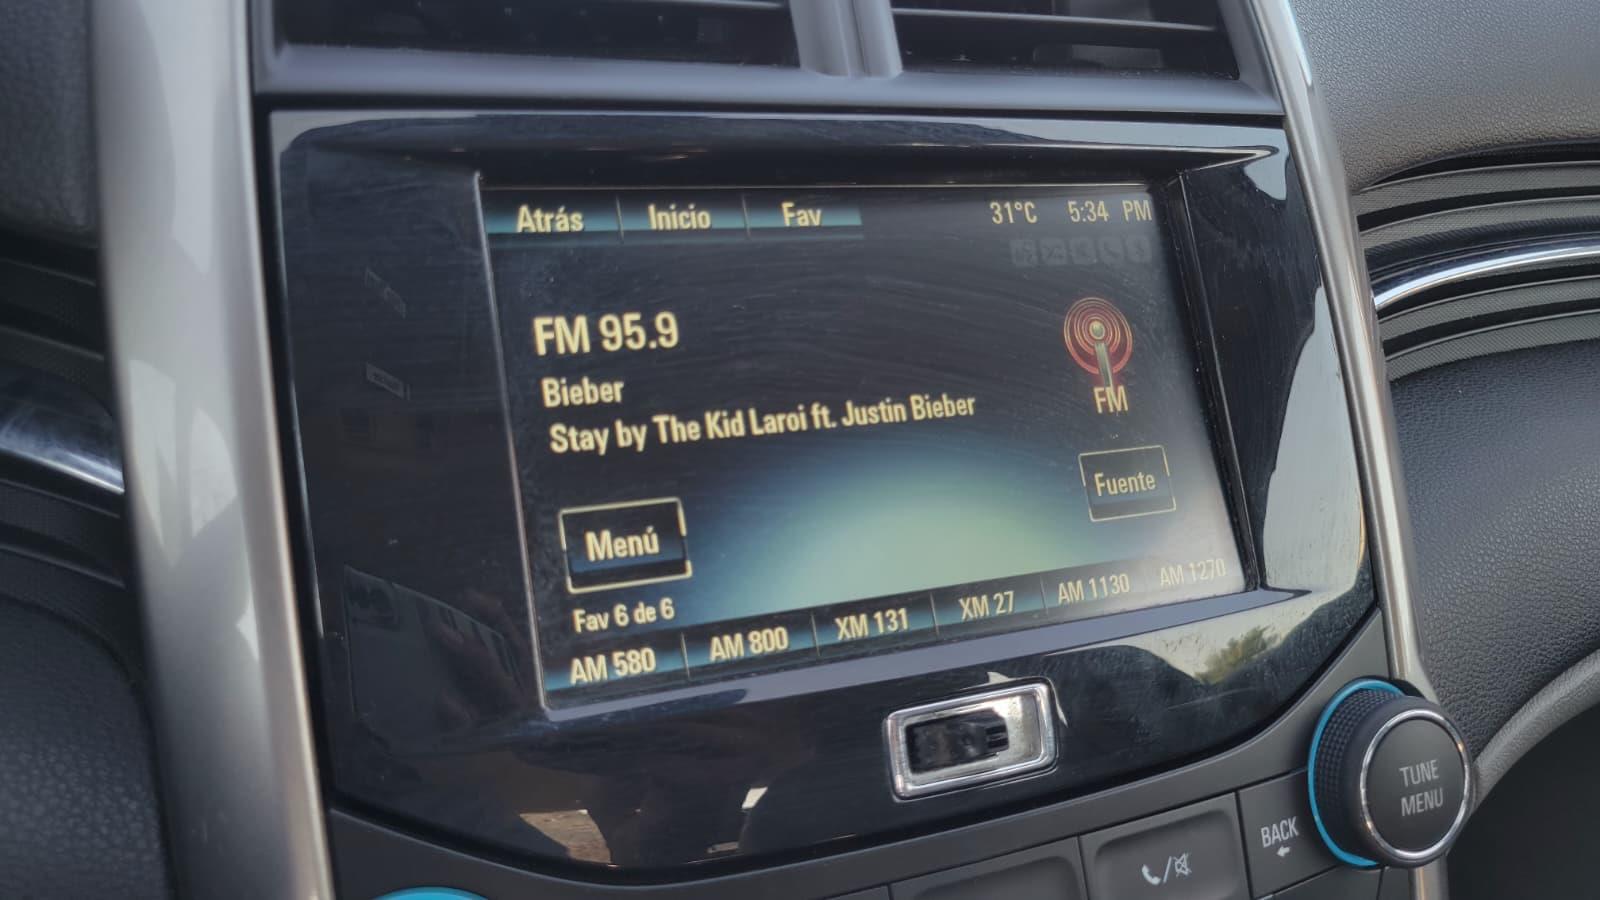 Atrás Inicio Fav 31°C 5:34 PM
FM 95.9
Bieber
Stay by The Kid Laroi ft. Justin Bieber
FM
Fuente
Menú
Fav 6 de 6
AM 580 AM 800 XM 131 XM 27 AM 1130 AM 1270
TUNE
MENU
BACK